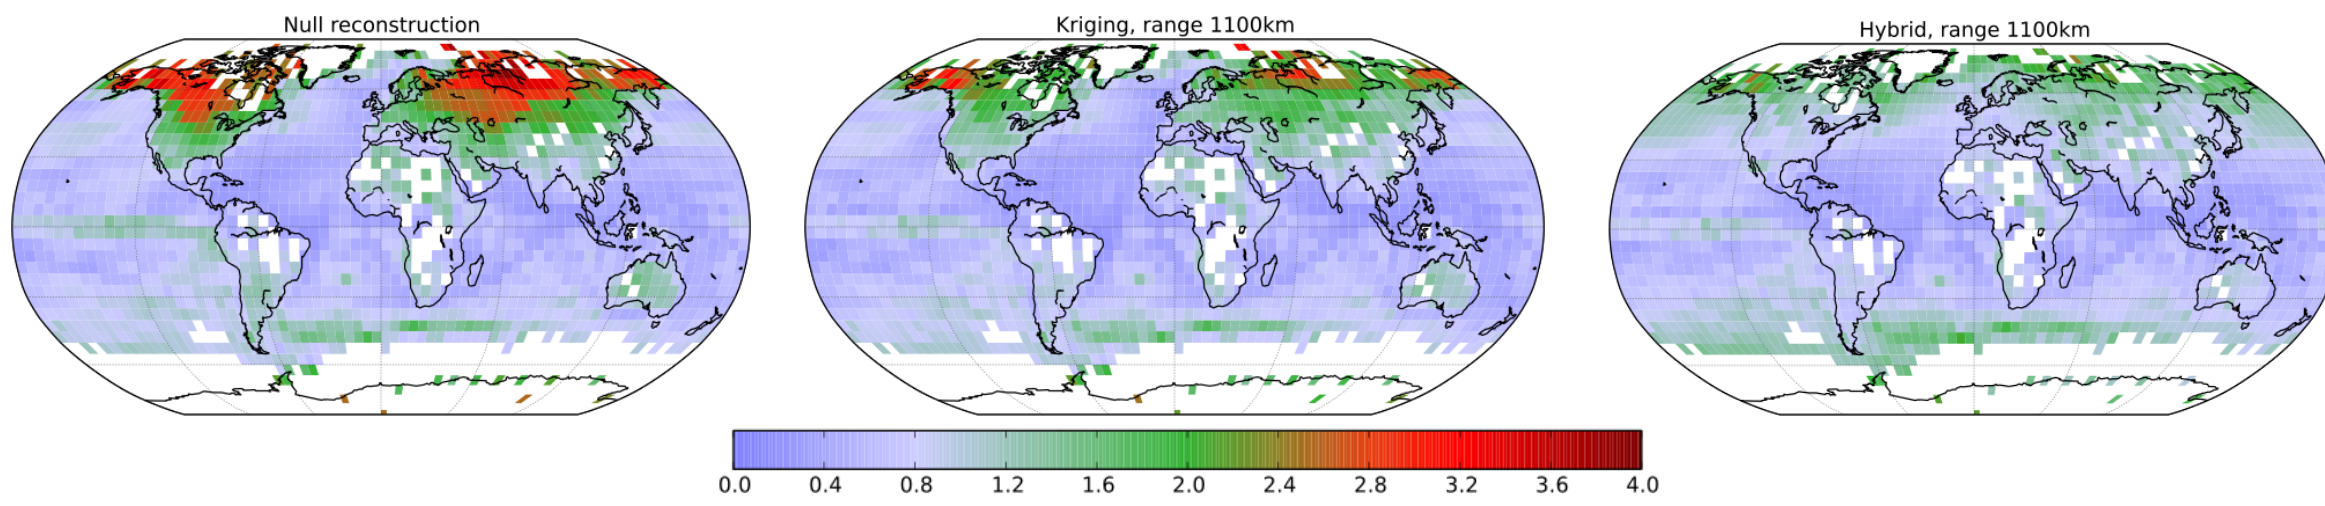 Null reconstruction
Kriging, range 1100km
Hybrid, range 1100km
0.0 0.4 0.8 1.2 1.6 2.0 2.4 2.8 3.2 3.6 4.0